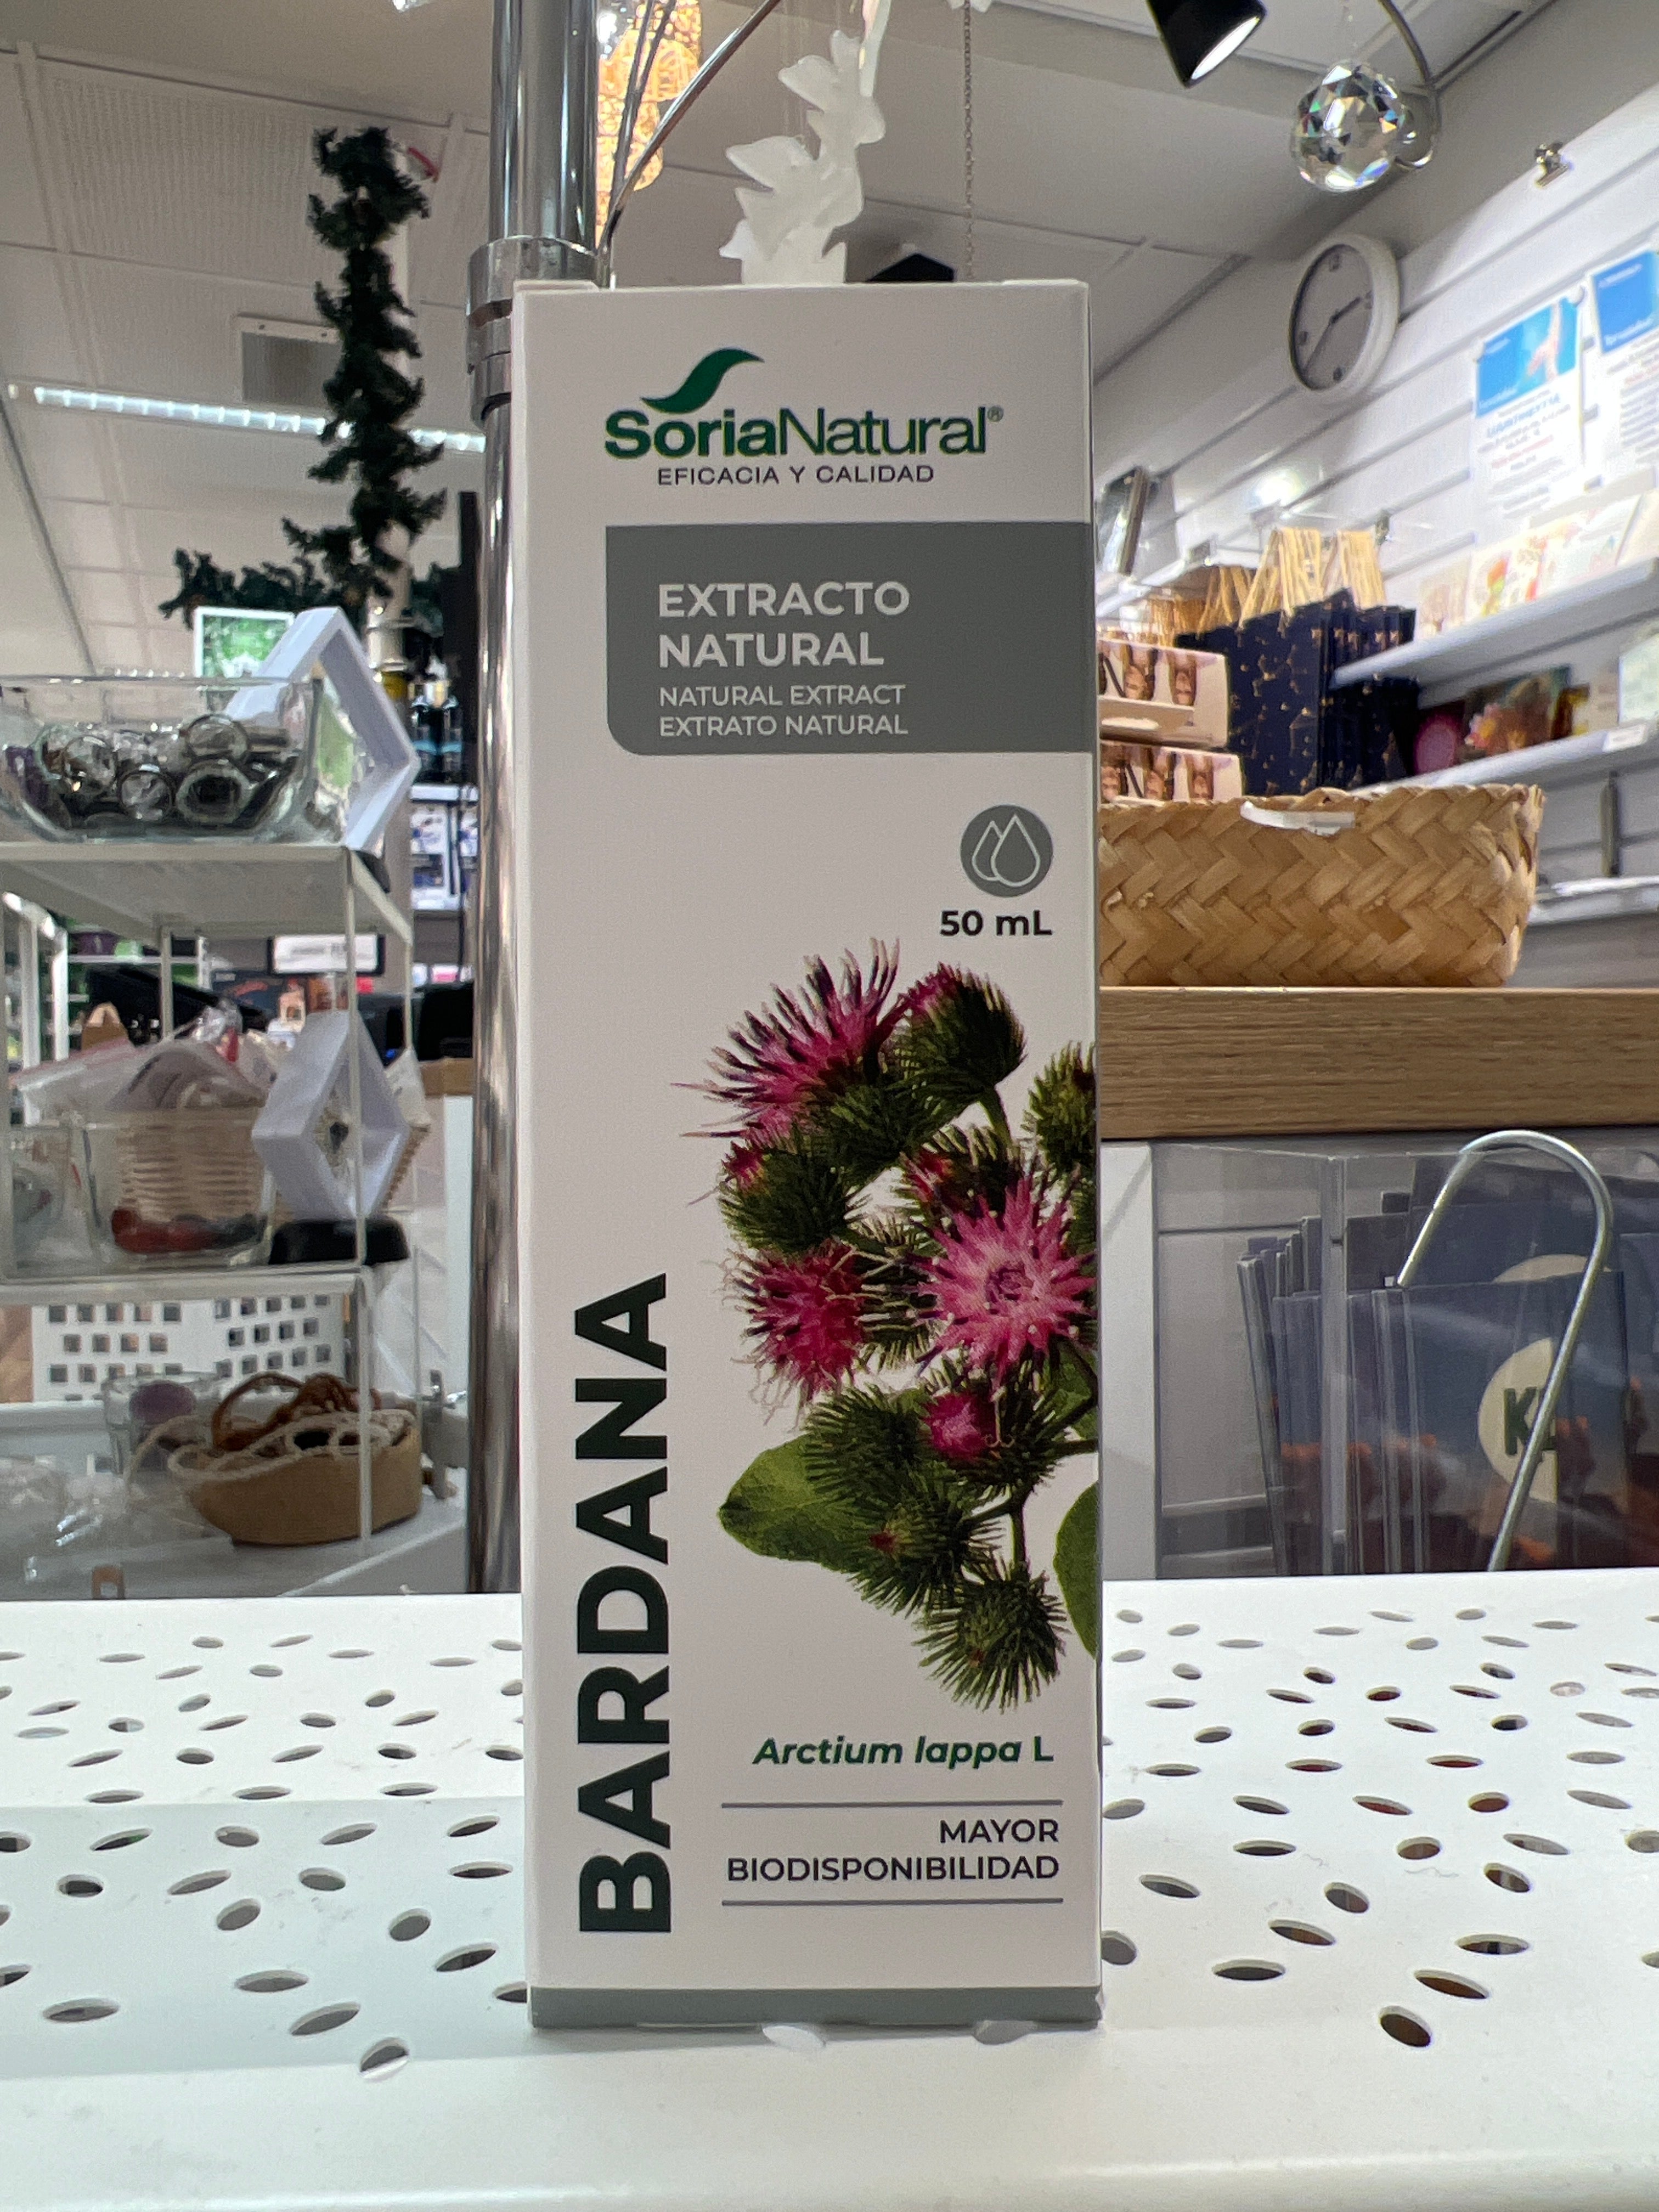 SoriaNatural®
EFICACIA Y CALIDAD
EXTRACTO
NATURAL
NATURAL EXTRACT
EXTRATO NATURAL
50 mL
BARDANA
Arctium lappa L
MAYOR
BIODISPONIBILIDAD